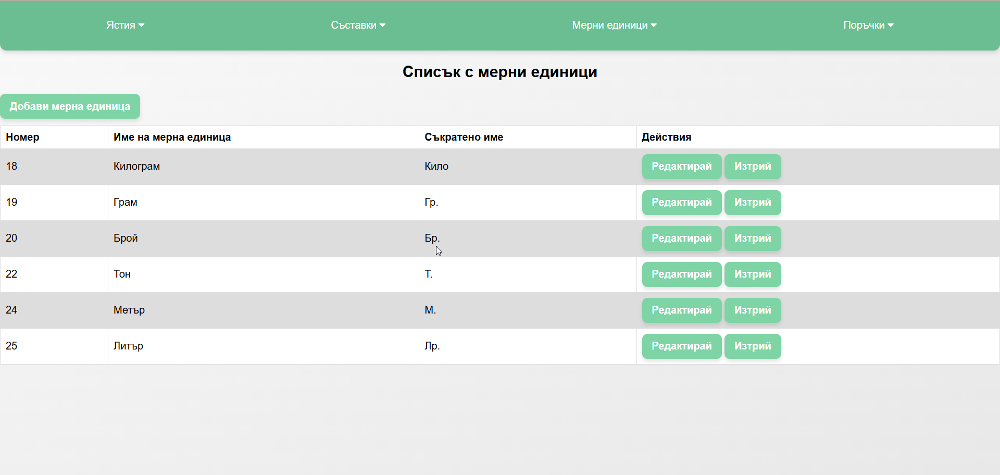 Ястия Съставки Мерни единици Поръчки
Списък с мерни единици
Добави мерна единица
Номер Име на мерна единица Съкратено име Действия
18 Килограм Кило Редактирай Изтрий
19 Грам Гр. Редактирай Изтрий
20 Брой Бр. Редактирай Изтрий
22 Тон Т. Редактирай Изтрий
24 Метър М. Редактирай Изтрий
25 Литър Лр. Редактирай Изтрий